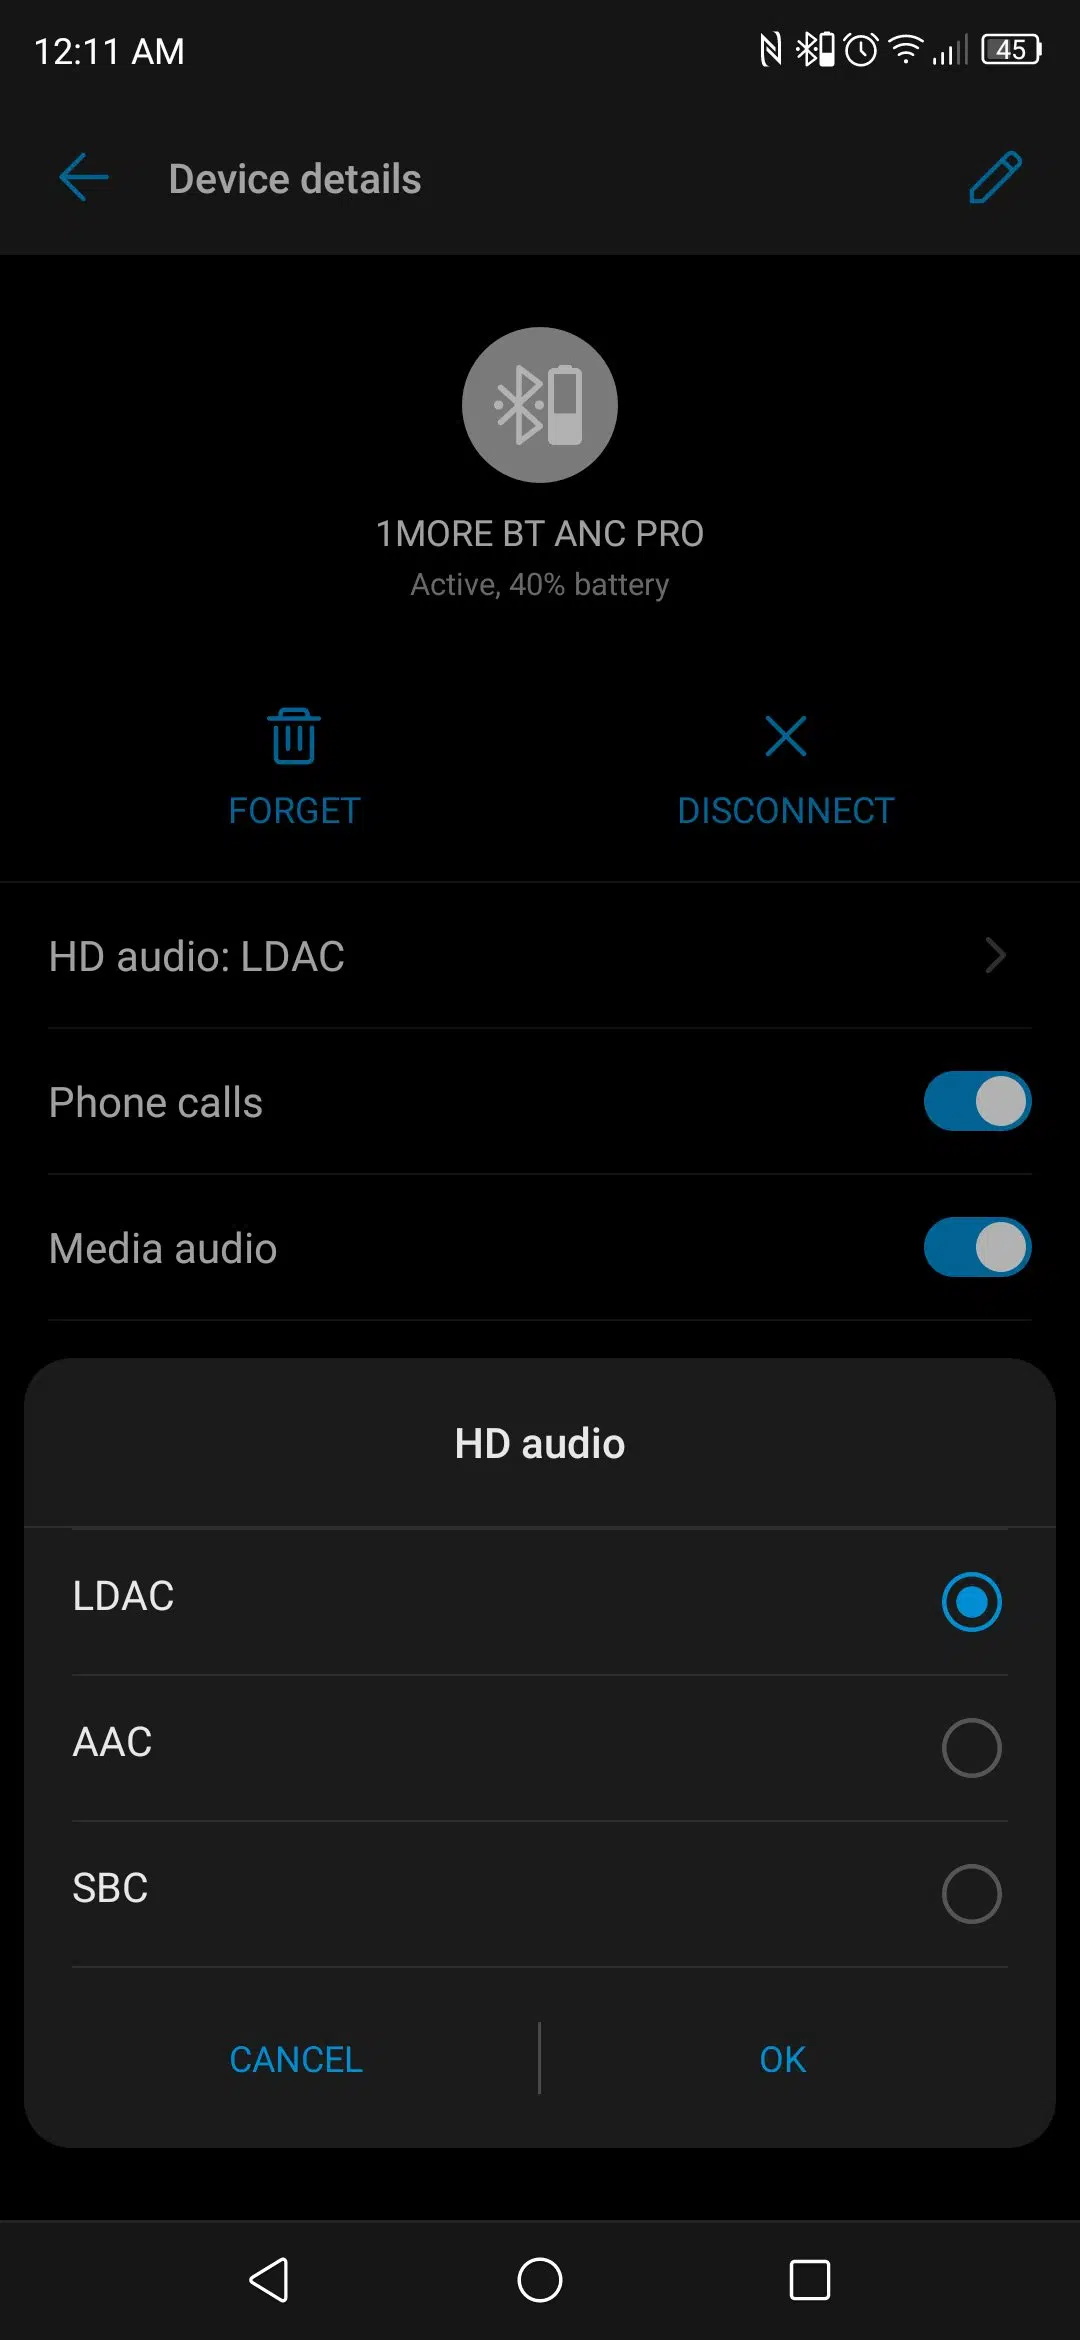 12:11 AM
45
Device details
1MORE BT ANC PRO
Active, 40% battery
FORGET
DISCONNECT
HD audio: LDAC
Phone calls
Media audio
HD audio
LDAC
AAC
SBC
CANCEL
OK